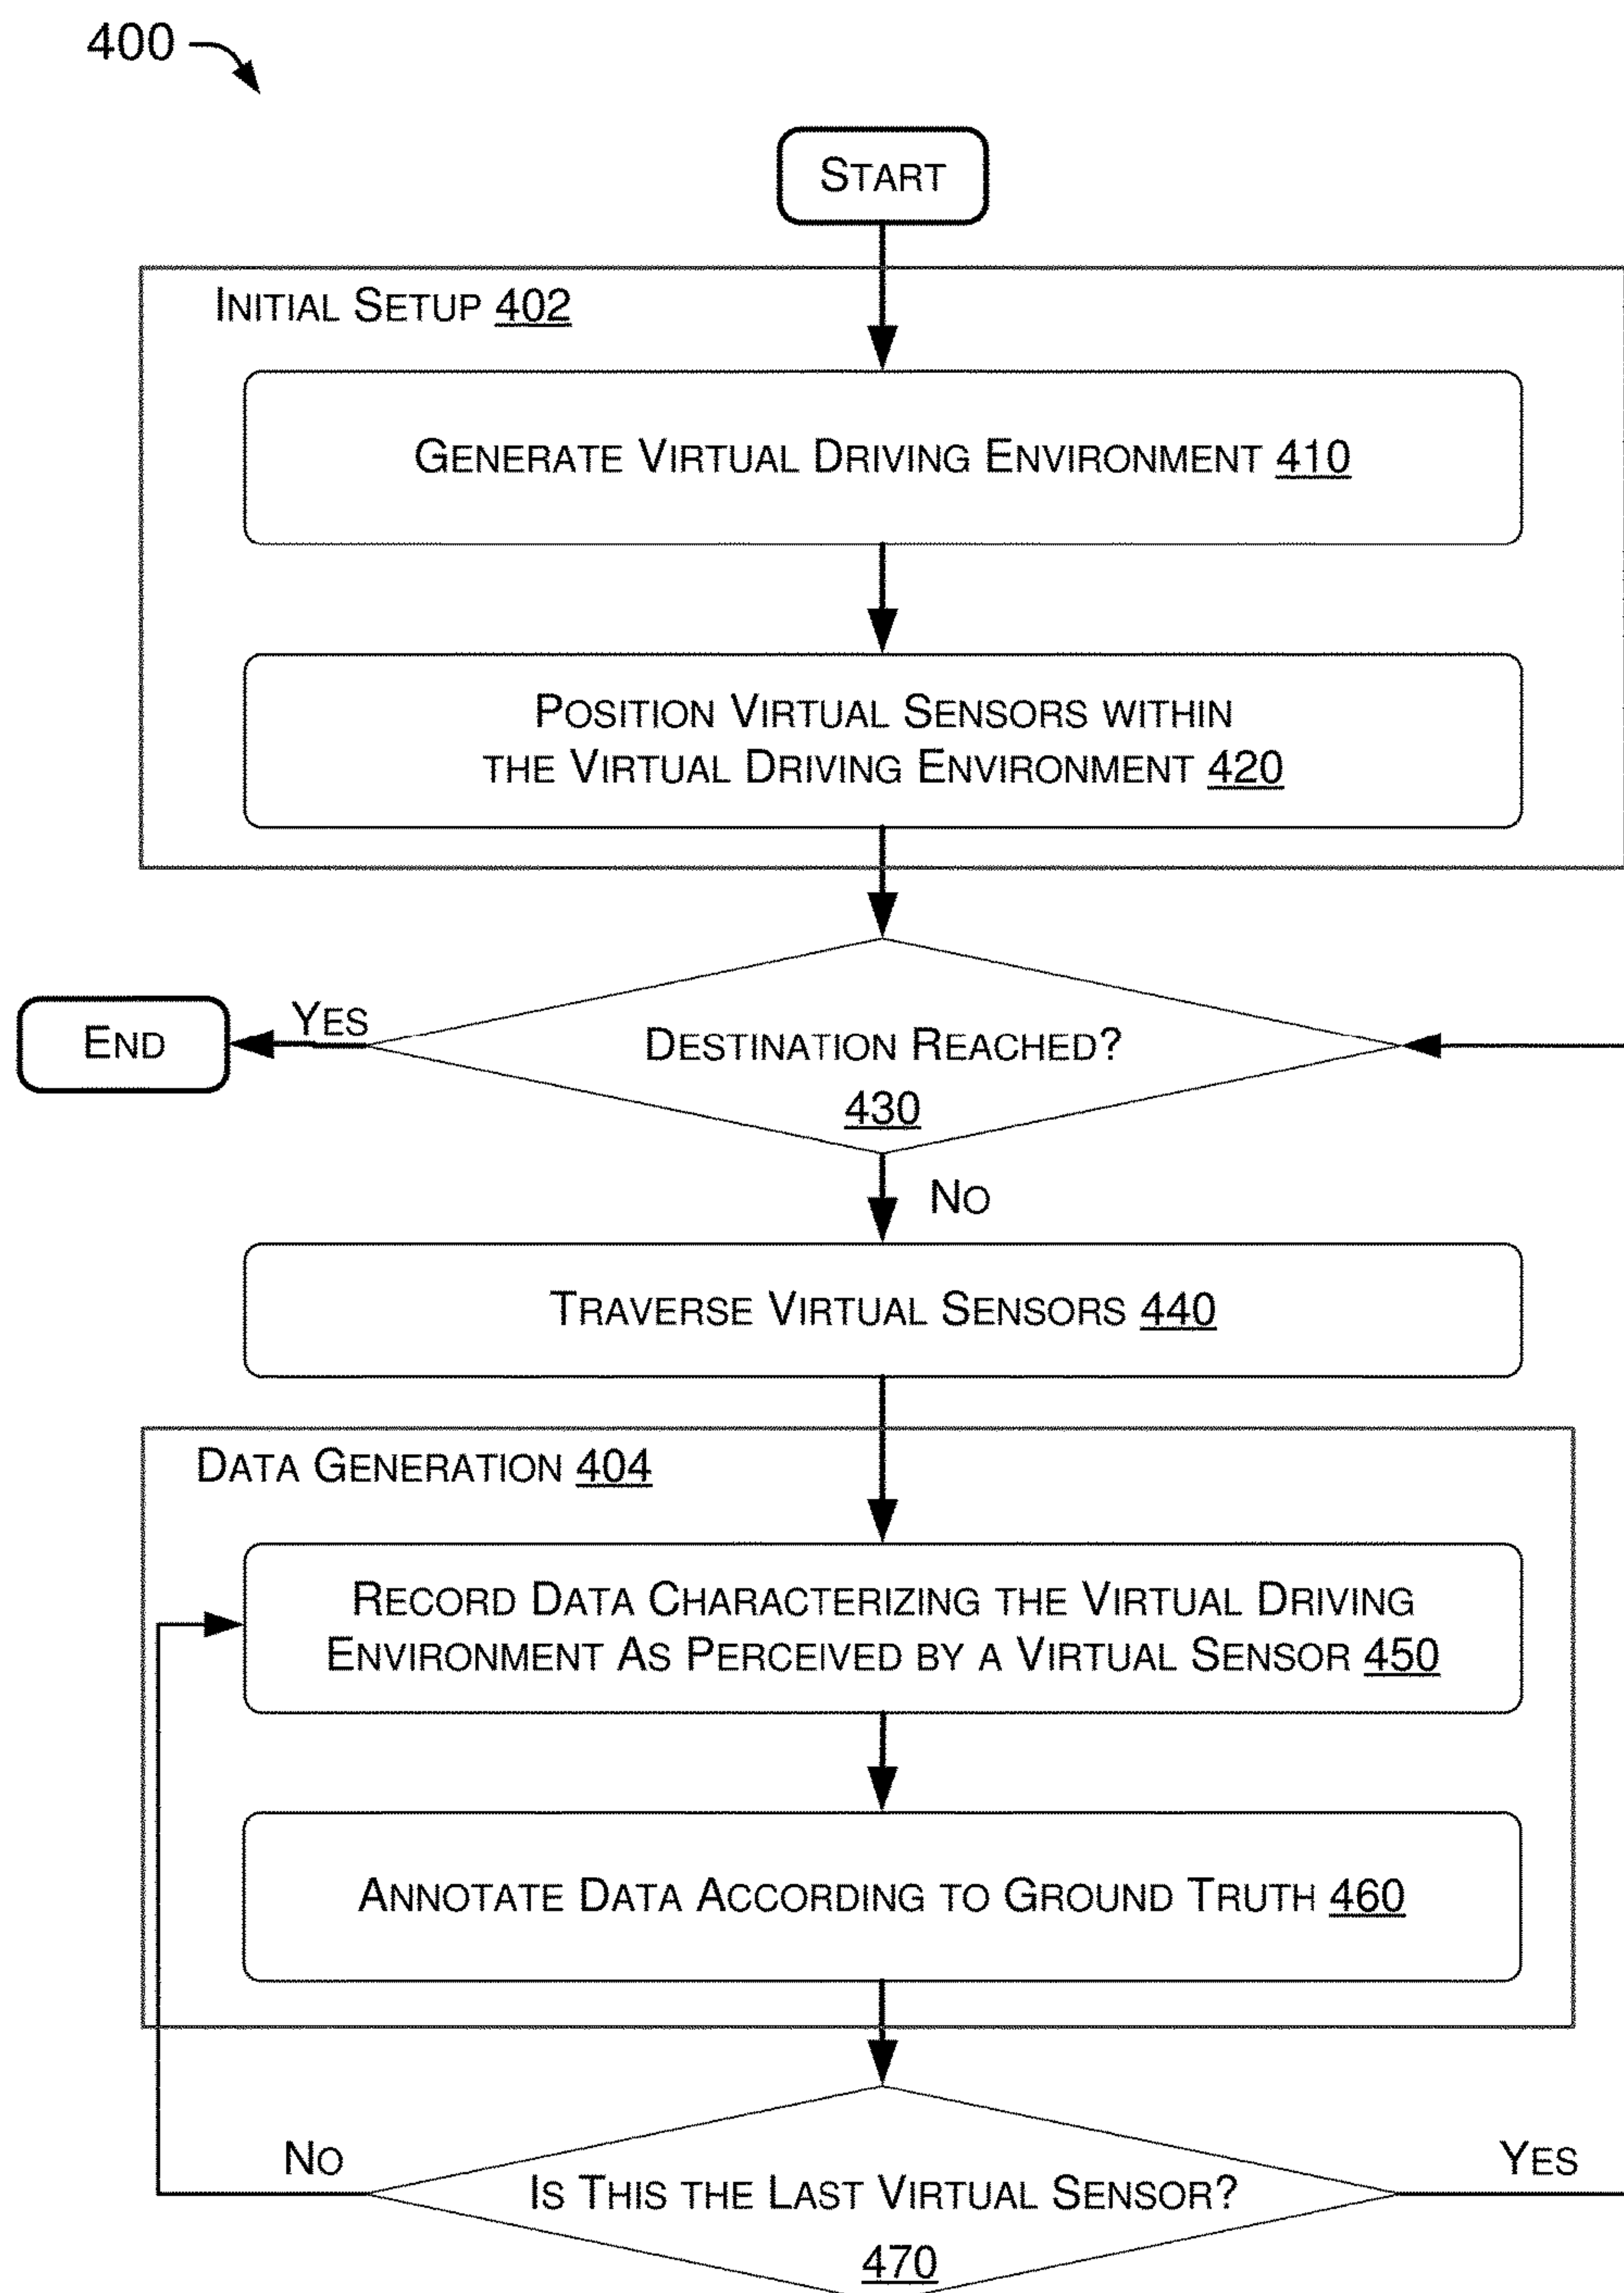 400
START
INITIAL SETUP 402
GENERATE VIRTUAL DRIVING ENVIRONMENT 410
POSITION VIRTUAL SENSORS WITHIN
THE VIRTUAL DRIVING ENVIRONMENT 420
END
YES
DESTINATION REACHED?
430
NO
TRAVERSE VIRTUAL SENSORS 440
DATA GENERATION 404
RECORD DATA CHARACTERIZING THE VIRTUAL DRIVING
ENVIRONMENT AS PERCEIVED BY A VIRTUAL SENSOR 450
ANNOTATE DATA ACCORDING TO GROUND TRUTH 460
NO
IS THIS THE LAST VIRTUAL SENSOR?
YES
470